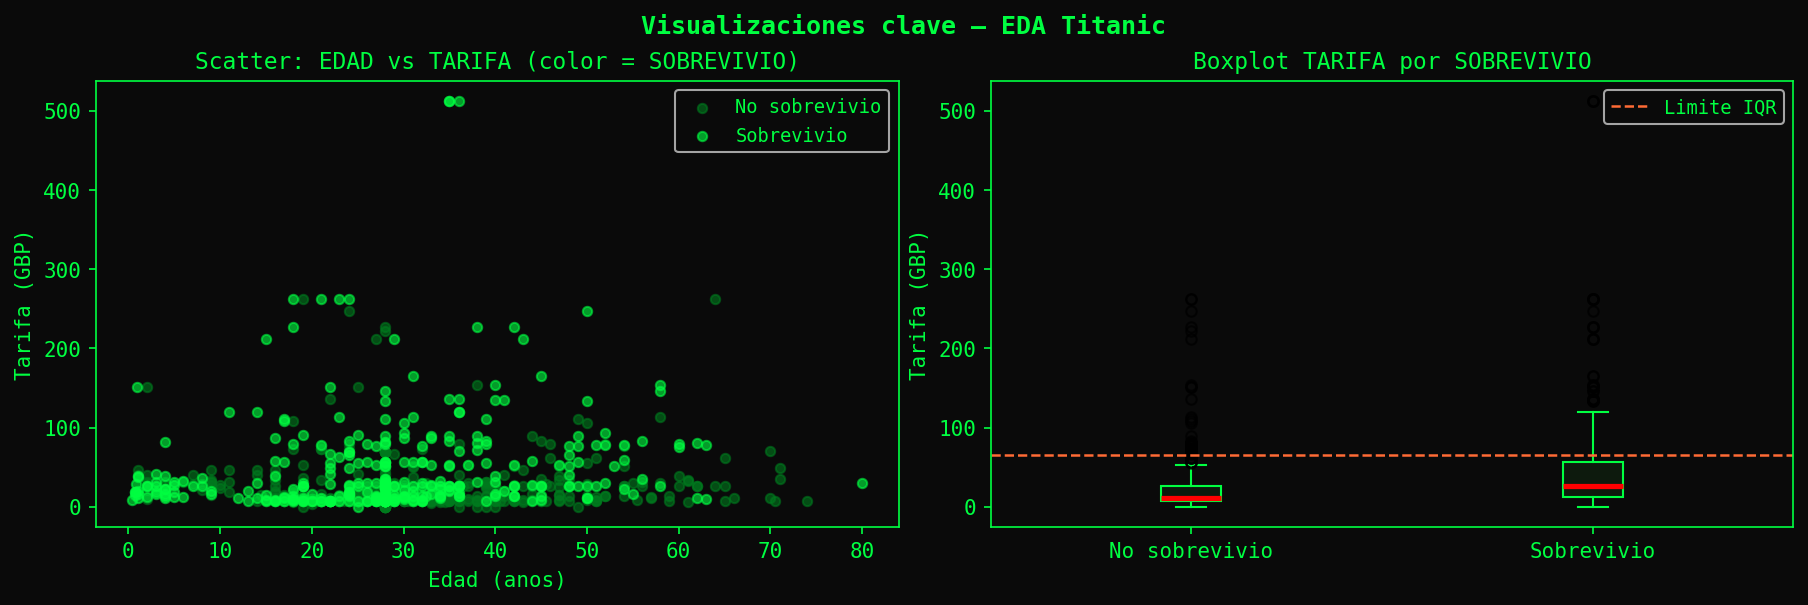 Visualizaciones clave — EDA Titanic
Scatter: EDAD vs TARIFA (color = SOBREVIVIO)
No sobrevivio
Sobrevivio
Tarifa (GBP)
500
400
300
200
100
0
0 10 20 30 40 50 60 70 80
Edad (anos)
Boxplot TARIFA por SOBREVIVIO
Limite IQR
Tarifa (GBP)
500
400
300
200
100
0
No sobrevivio Sobrevivio